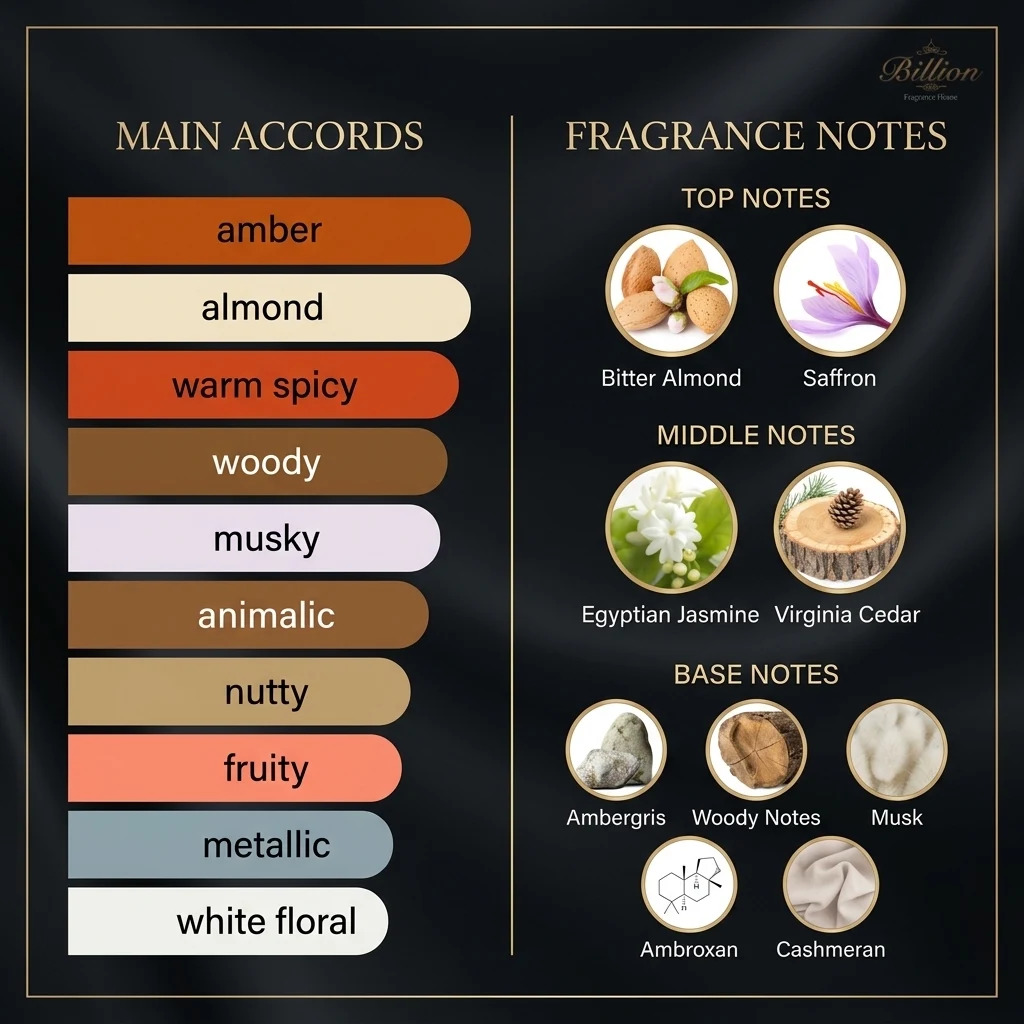 Billion
Fragrance House
MAIN ACCORDS
amber
almond
warm spicy
woody
musky
animalic
nutty
fruity
metallic
white floral
FRAGRANCE NOTES
TOP NOTES
Bitter Almond
Saffron
MIDDLE NOTES
Egyptian Jasmine
Virginia Cedar
BASE NOTES
Ambergris
Woody Notes
Musk
H
Ambroxan
Cashmeran